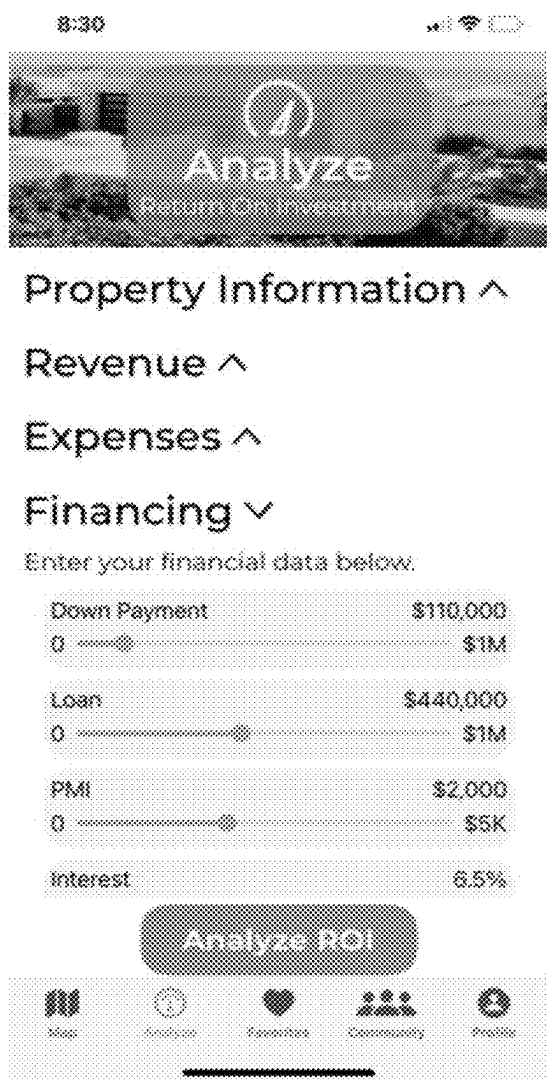 8:30
Analyze
Return On Investment
Property Information
Revenue
Expenses
Financing
Enter your financial data below.
Down Payment $110,000
0 $1M
Loan $440,000
0 $1M
PMI $2,000
0 $5K
Interest 6.5%
Analyze ROI
Map Analyze Favorites Community Profile